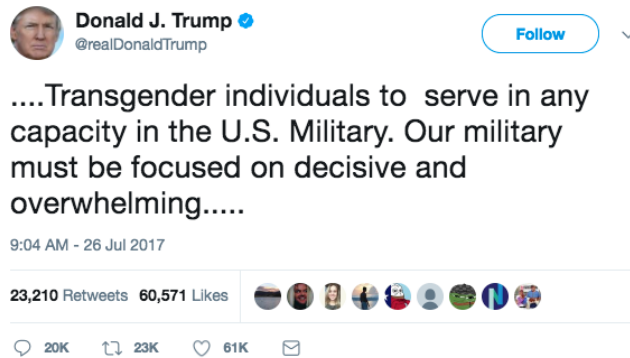 Donald J. Trump
@realDonaldTrump
Follow
....Transgender individuals to  serve in any
capacity in the U.S. Military. Our military
must be focused on decisive and
overwhelming.....
9:04 AM - 26 Jul 2017
23,210 Retweets 60,571 Likes
N
20K 23K 61K